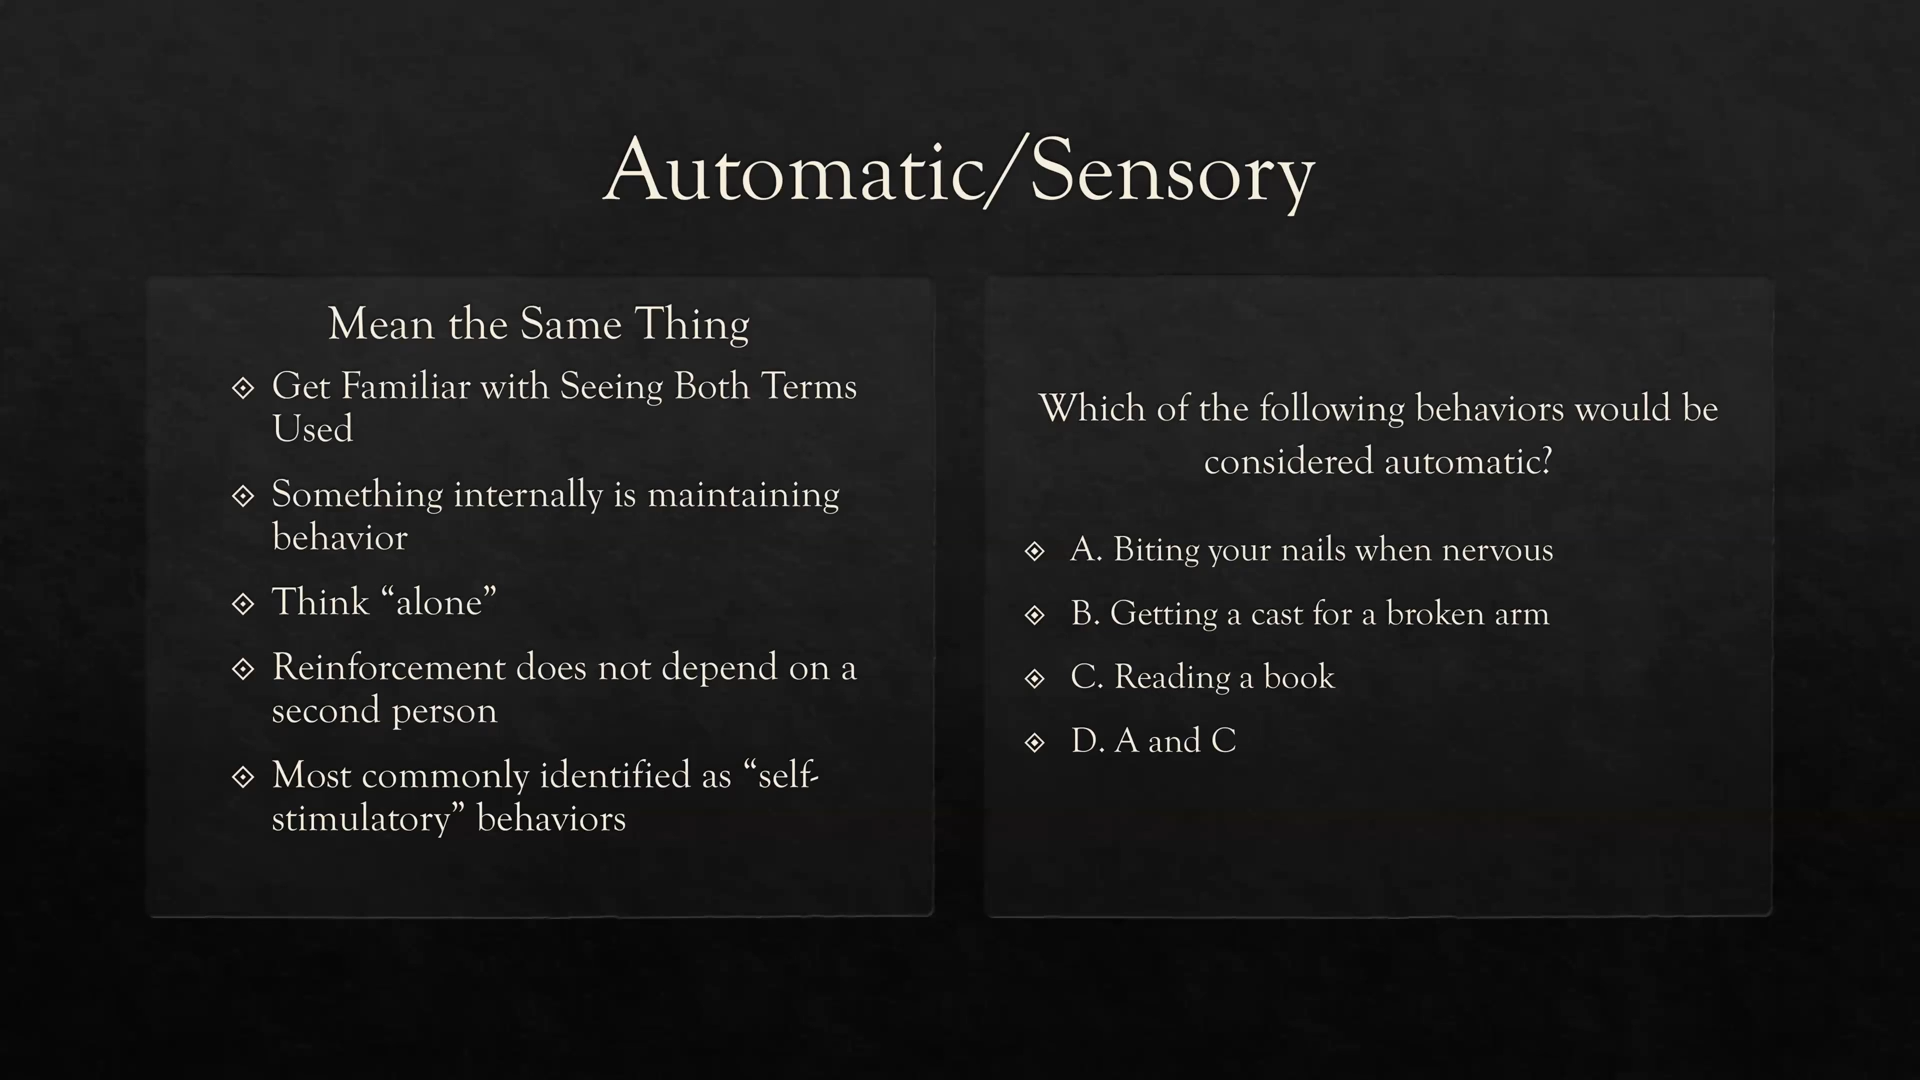 Automatic/Sensory
Mean the Same Thing
Get Familiar with Seeing Both Terms
Used
Something internally is maintaining
behavior
Think “alone”
Reinforcement does not depend on a
second person
Most commonly identified as “self-
stimulatory” behaviors
Which of the following behaviors would be
considered automatic?
A. Biting your nails when nervous
B. Getting a cast for a broken arm
C. Reading a book
D. A and C